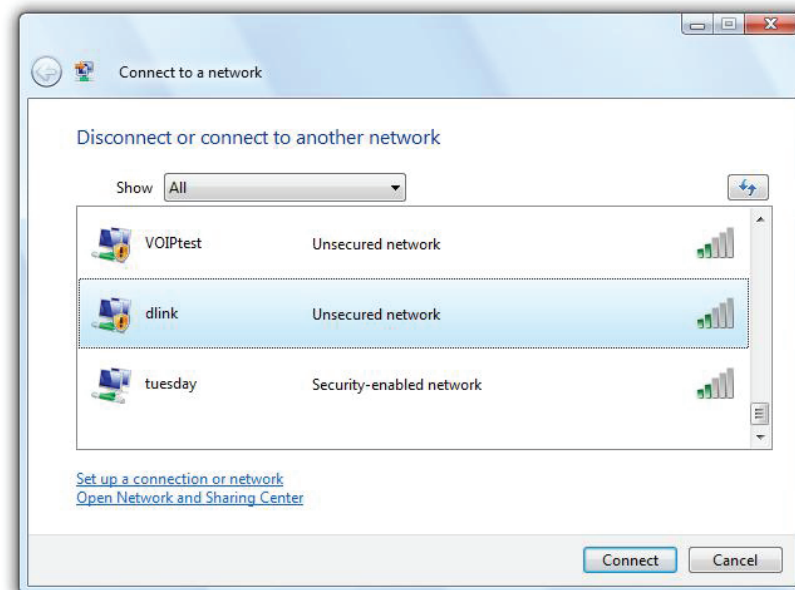 Connect to a network
Disconnect or connect to another network
Show All
VOIPtest Unsecured network
dlink Unsecured network
tuesday Security-enabled network
Set up a connection or network
Open Network and Sharing Center
Connect Cancel